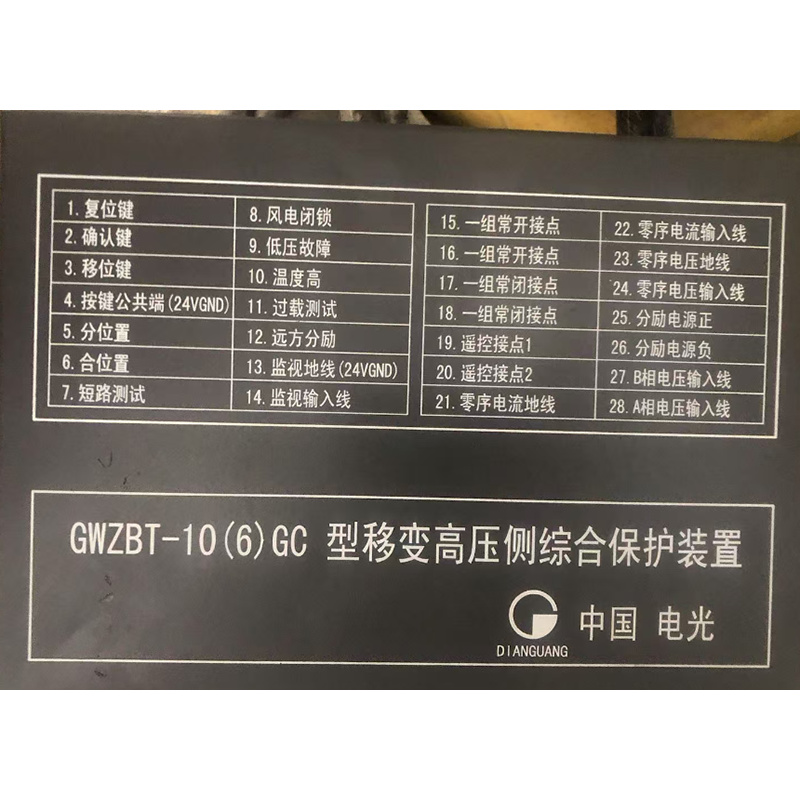 1. 复位键
2. 确认键
3. 移位键
4. 按键公共端(24VGND)
5. 分位置
6. 合位置
7. 短路测试
8. 风电闭锁
9. 低压故障
10. 温度高
11. 过载测试
12. 远方分励
13. 监视地线(24VGND)
14. 监视输入线
15. 一组常开接点
16. 一组常开接点
17. 一组常闭接点
18. 一组常闭接点
19. 遥控接点1
20. 遥控接点2
21. 零序电流地线
22. 零序电流输入线
23. 零序电压地线
24. 零序电压输入线
25. 分励电源正
26. 分励电源负
27. B相电压输入线
28. A相电压输入线
GWZBT-10(6)GC 型移变高压侧综合保护装置
中国 电光
DIANGUANG